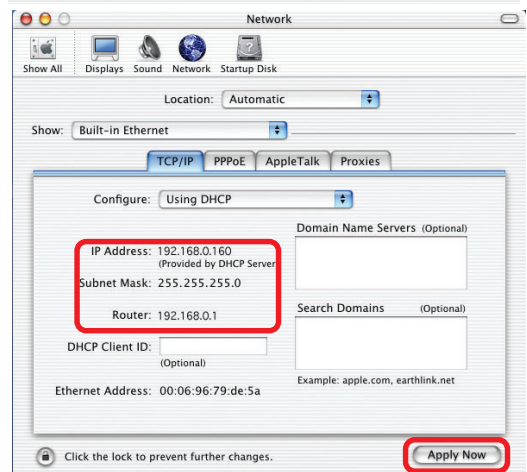 Network
Show All Displays Sound Network Startup Disk
Location: Automatic
Show: Built-in Ethernet
TCP/IP PPPoE AppleTalk Proxies
Configure: Using DHCP
Domain Name Servers (Optional)
IP Address: 192.168.0.160
(Provided by DHCP Server
Subnet Mask: 255.255.255.0
Router: 192.168.0.1
Search Domains (Optional)
DHCP Client ID:
(Optional)
Ethernet Address: 00:06:96:79:de:5a
Example: apple.com, earthlink.net
Click the lock to prevent further changes.
Apply Now